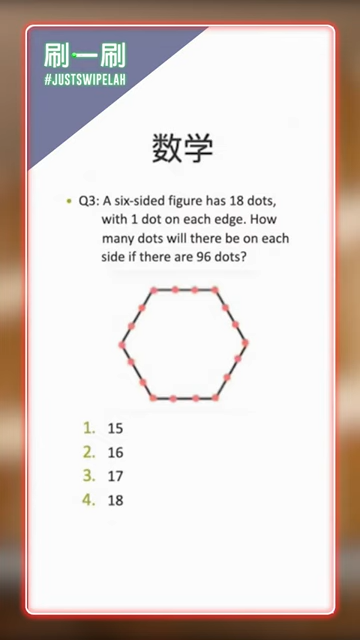 刷一刷
#JUSTSWIPELAH
数学
• Q3: A six-sided figure has 18 dots,
with 1 dot on each edge. How
many dots will there be on each
side if there are 96 dots?
1. 15
2. 16
3. 17
4. 18